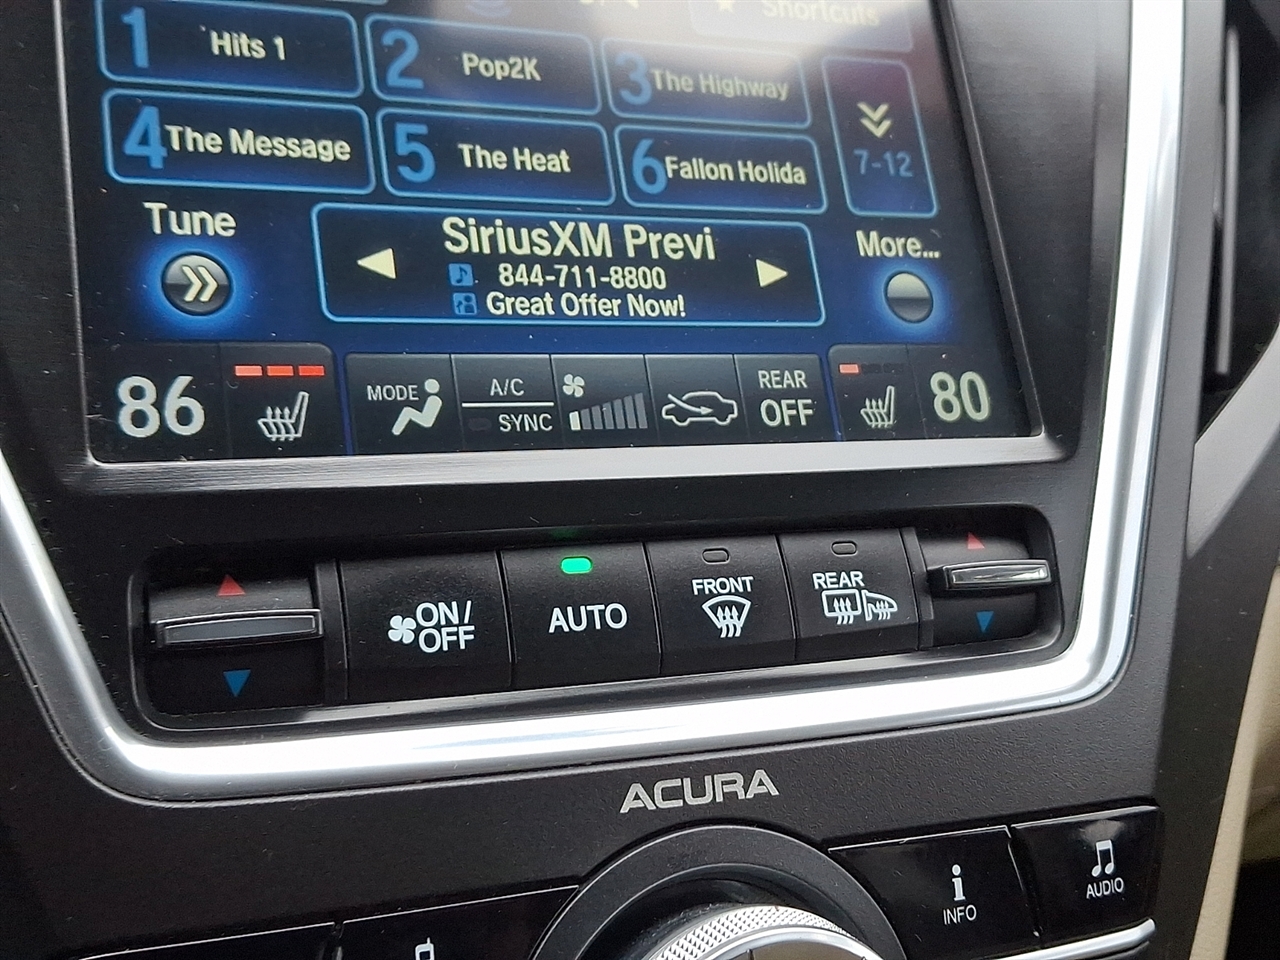 Shortcuts
1 Hits 1
2 Pop2K
3 The Highway
4 The Message
5 The Heat
6 Fallon Holida
7-12
Tune
SiriusXM Previ
844-711-8800
Great Offer Now!
More...
86
MODE
A/C
SYNC
REAR
OFF
80
ON/
OFF
AUTO
FRONT
REAR
ACURA
INFO
AUDIO